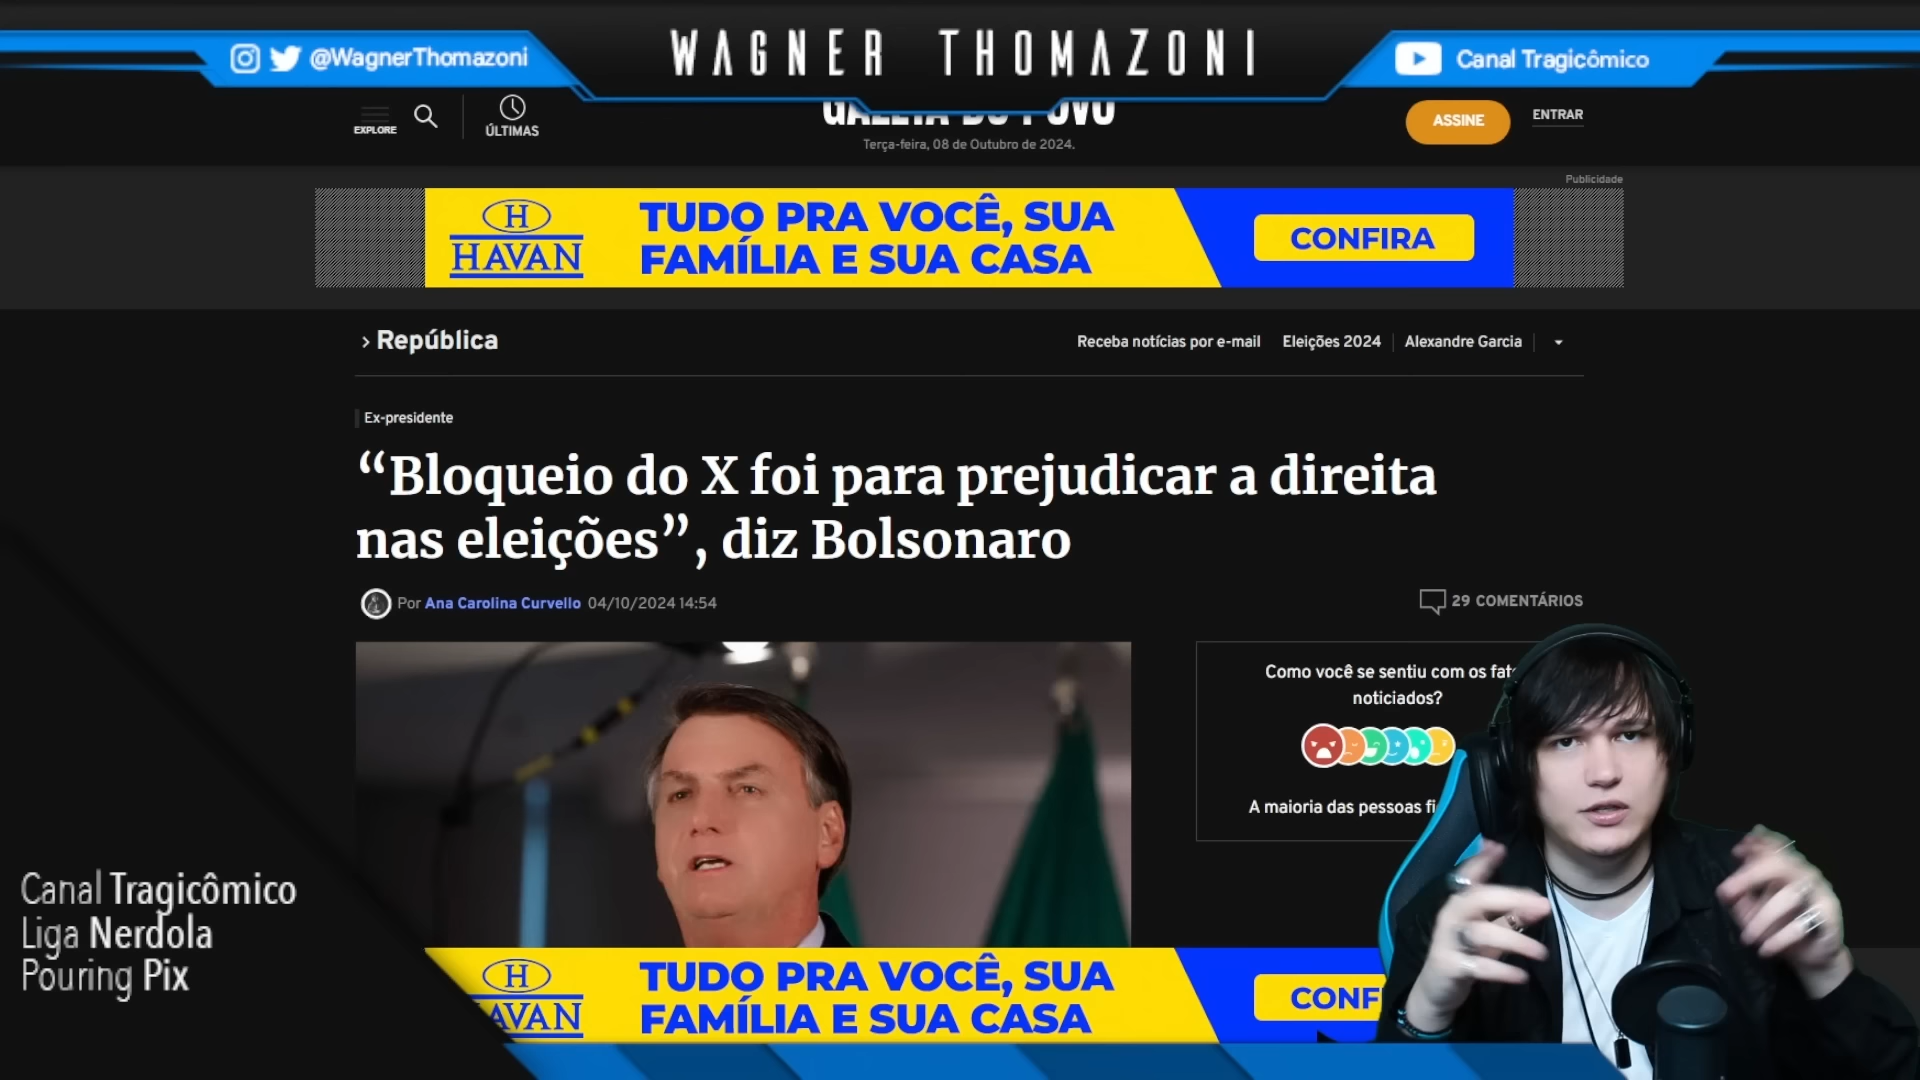 WAGNER THOMAZONI
@WagnerThomazoni
Canal Tragicômico
EXPLORE
ÚLTIMAS
GAZETA DO POVO
Terça-feira, 08 de Outubro de 2024.
ASSINE
ENTRAR
Publicidade
H
HAVAN
TUDO PRA VOCÊ, SUA
FAMÍLIA E SUA CASA
CONFIRA
› República
Receba notícias por e-mail
Eleições 2024
Alexandre Garcia
Ex-presidente
“Bloqueio do X foi para prejudicar a direita
nas eleições”, diz Bolsonaro
Por Ana Carolina Curvello 04/10/2024 14:54
29 COMENTÁRIOS
Como você se sentiu com os fat
noticiados?
A maioria das pessoas fi
Canal Tragicômico
Liga Nerdola
Pouring Pix
H
AVAN
TUDO PRA VOCÊ, SUA
FAMÍLIA E SUA CASA
CONF